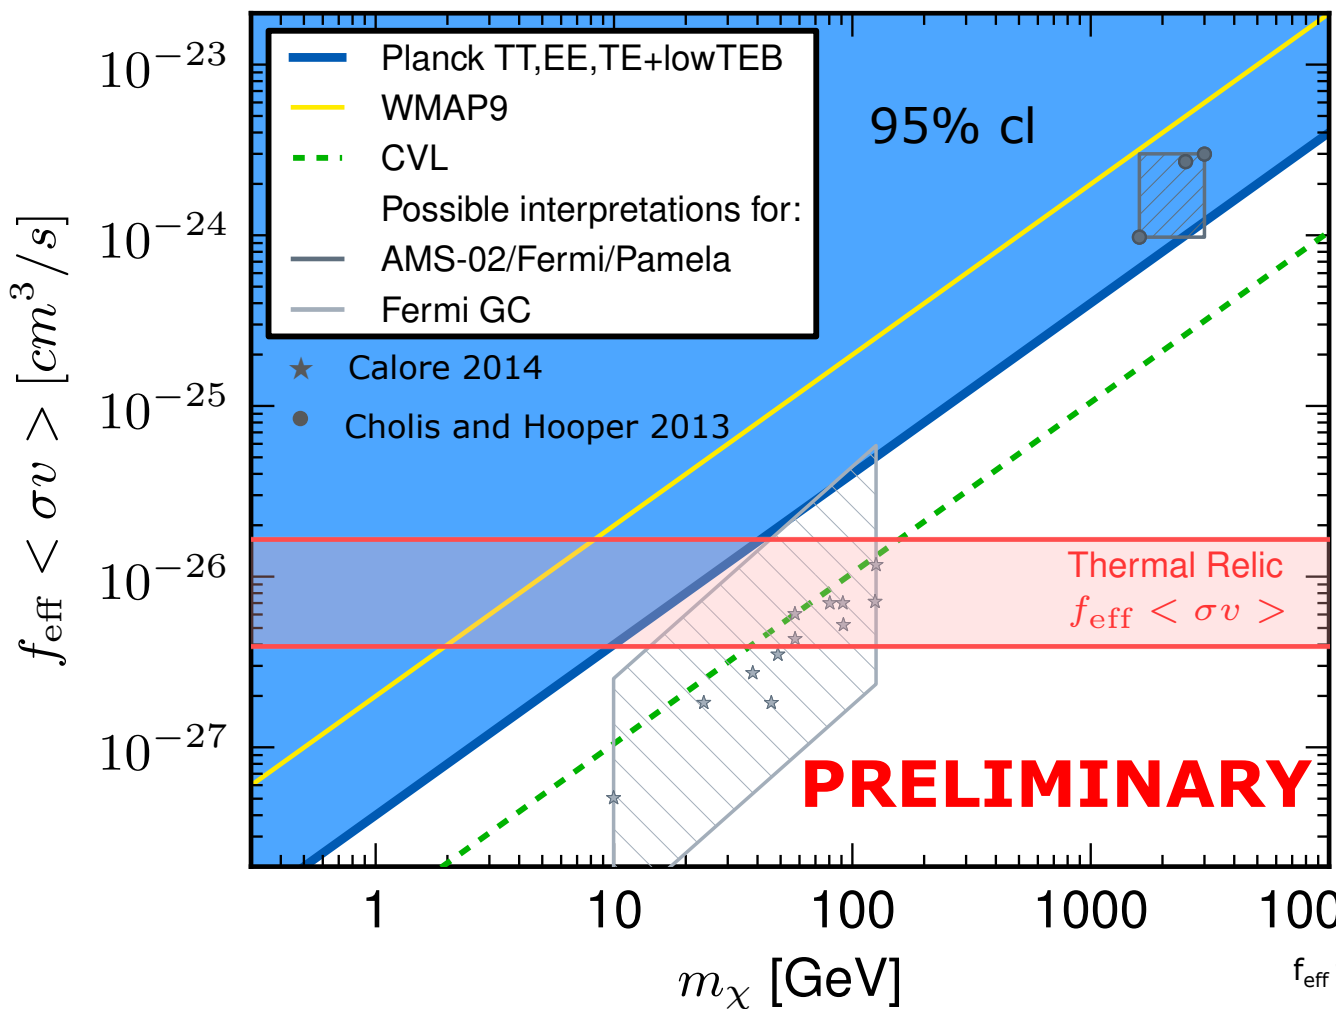 Planck TT,EE,TE+lowTEB
WMAP9
CVL
Possible interpretations for:
AMS-02/Fermi/Pamela
Fermi GC
Calore 2014
Cholis and Hooper 2013
95% cl
Thermal Relic
f_eff < σv >
PRELIMINARY
f_eff < σv > [cm³/s]
10⁻²³
10⁻²⁴
10⁻²⁵
10⁻²⁶
10⁻²⁷
1 10 100 1000 100
m_χ [GeV]
f_eff